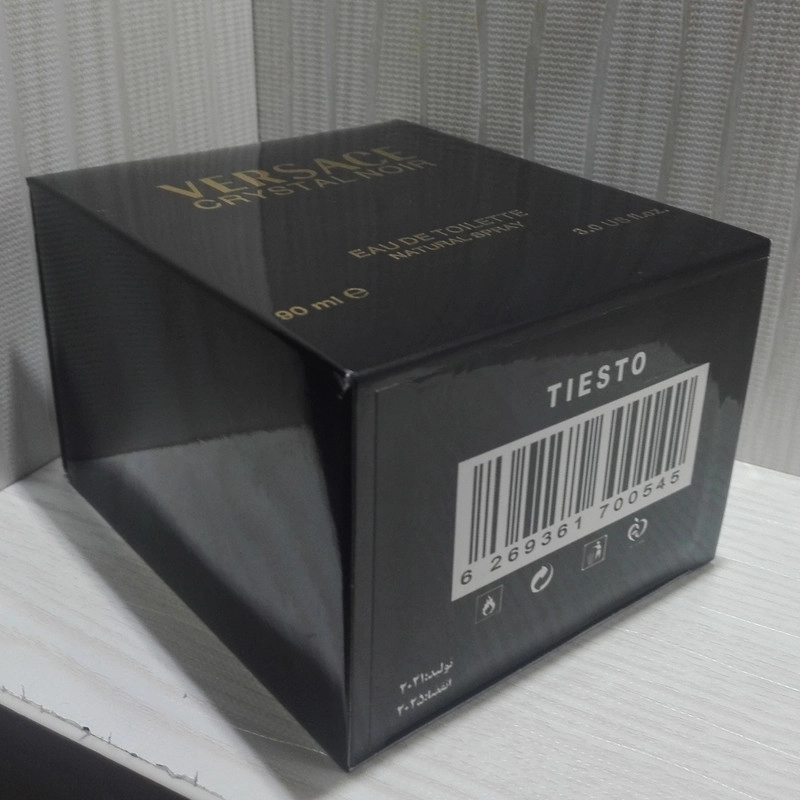 VERSACE
CRYSTAL NOIR
EAU DE TOILETTE
NATURAL SPRAY
90 ml ℮
3.0 US fl.oz.
TIESTO
6 269361 700545
تولید:۲۰۲۱
انقضا:۲۰۲۵